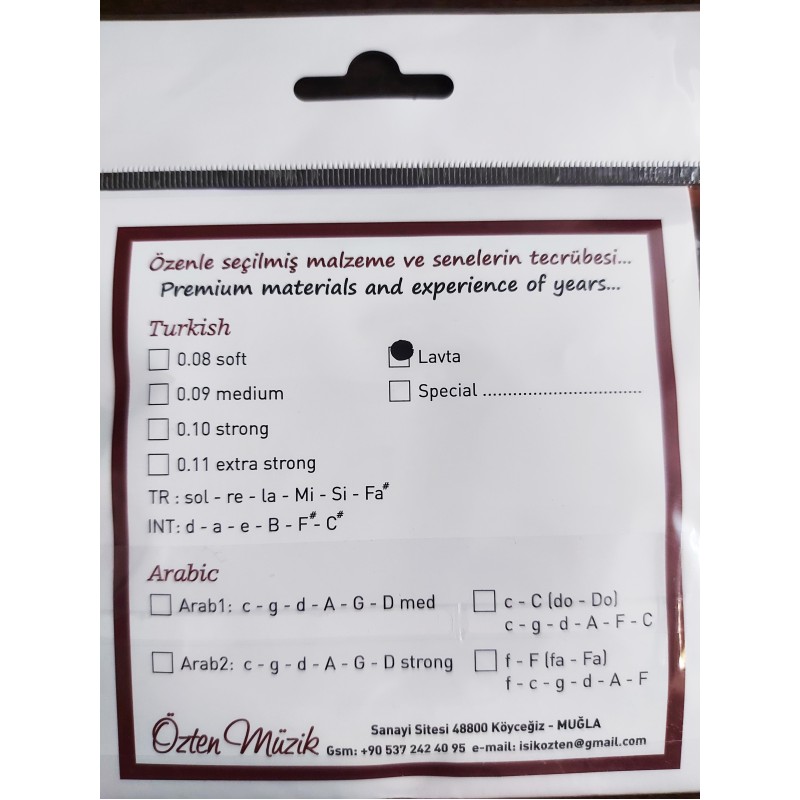 Özenle seçilmiş malzeme ve senelerin tecrübesi...
Premium materials and experience of years...
Turkish
0.08 soft
Lavta
0.09 medium
Special ................................
0.10 strong
0.11 extra strong
TR : sol - re - la - Mi - Si - Fa#
INT: d - a - e - B - F# - C#
Arabic
Arab1: c - g - d - A - G - D med
c - C (do - Do)
c - g - d - A - F - C
Arab2: c - g - d - A - G - D strong
f - F (fa - Fa)
f - c - g - d - A - F
Özten Müzik
Sanayi Sitesi 48800 Köyceğiz - MUĞLA
Gsm: +90 537 242 40 95 e-mail: isikozten@gmail.com